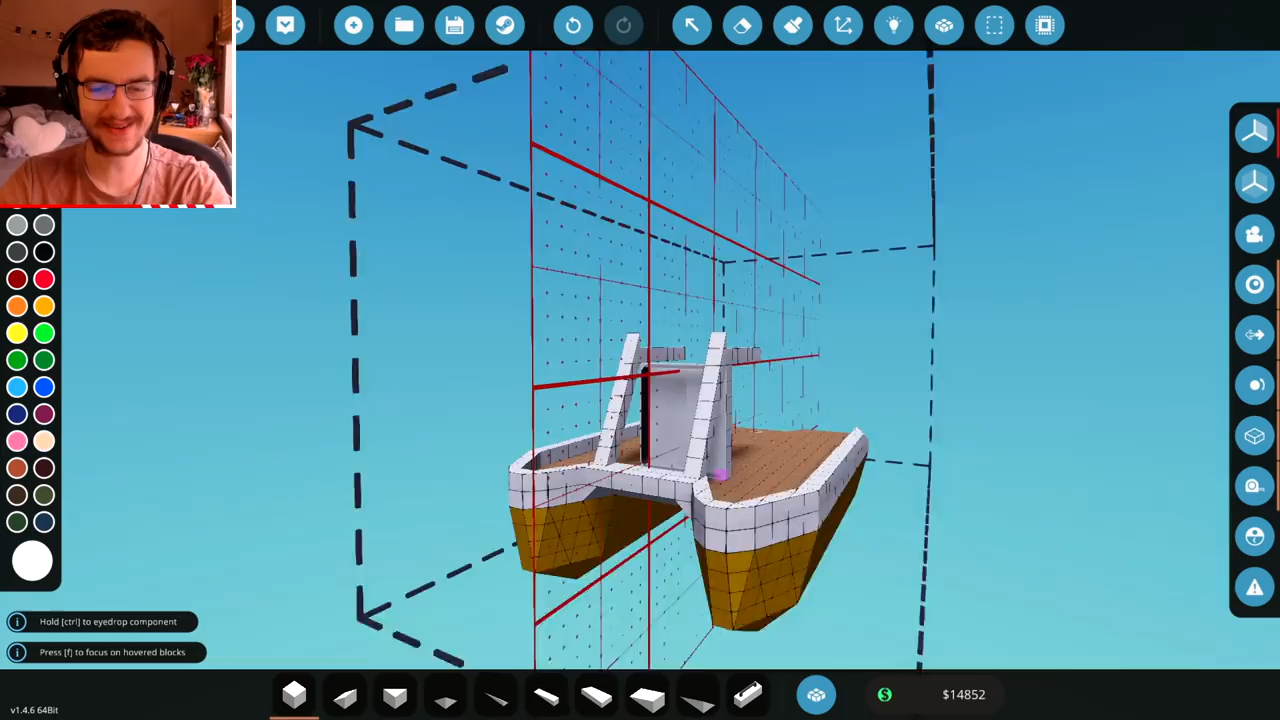 Hold [ctrl] to eyedrop component
Press [f] to focus on hovered blocks
v1.4.6 64Bit
$14852